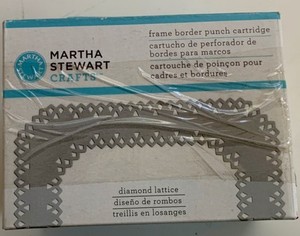 MARTHA
STEWART
CRAFTS
frame border punch cartridge
cartucho de perforador de
bordes para marcos
cartouche de poinçon pour
cadres et bordures
diamond lattice
diseño de rombos
treillis en losanges